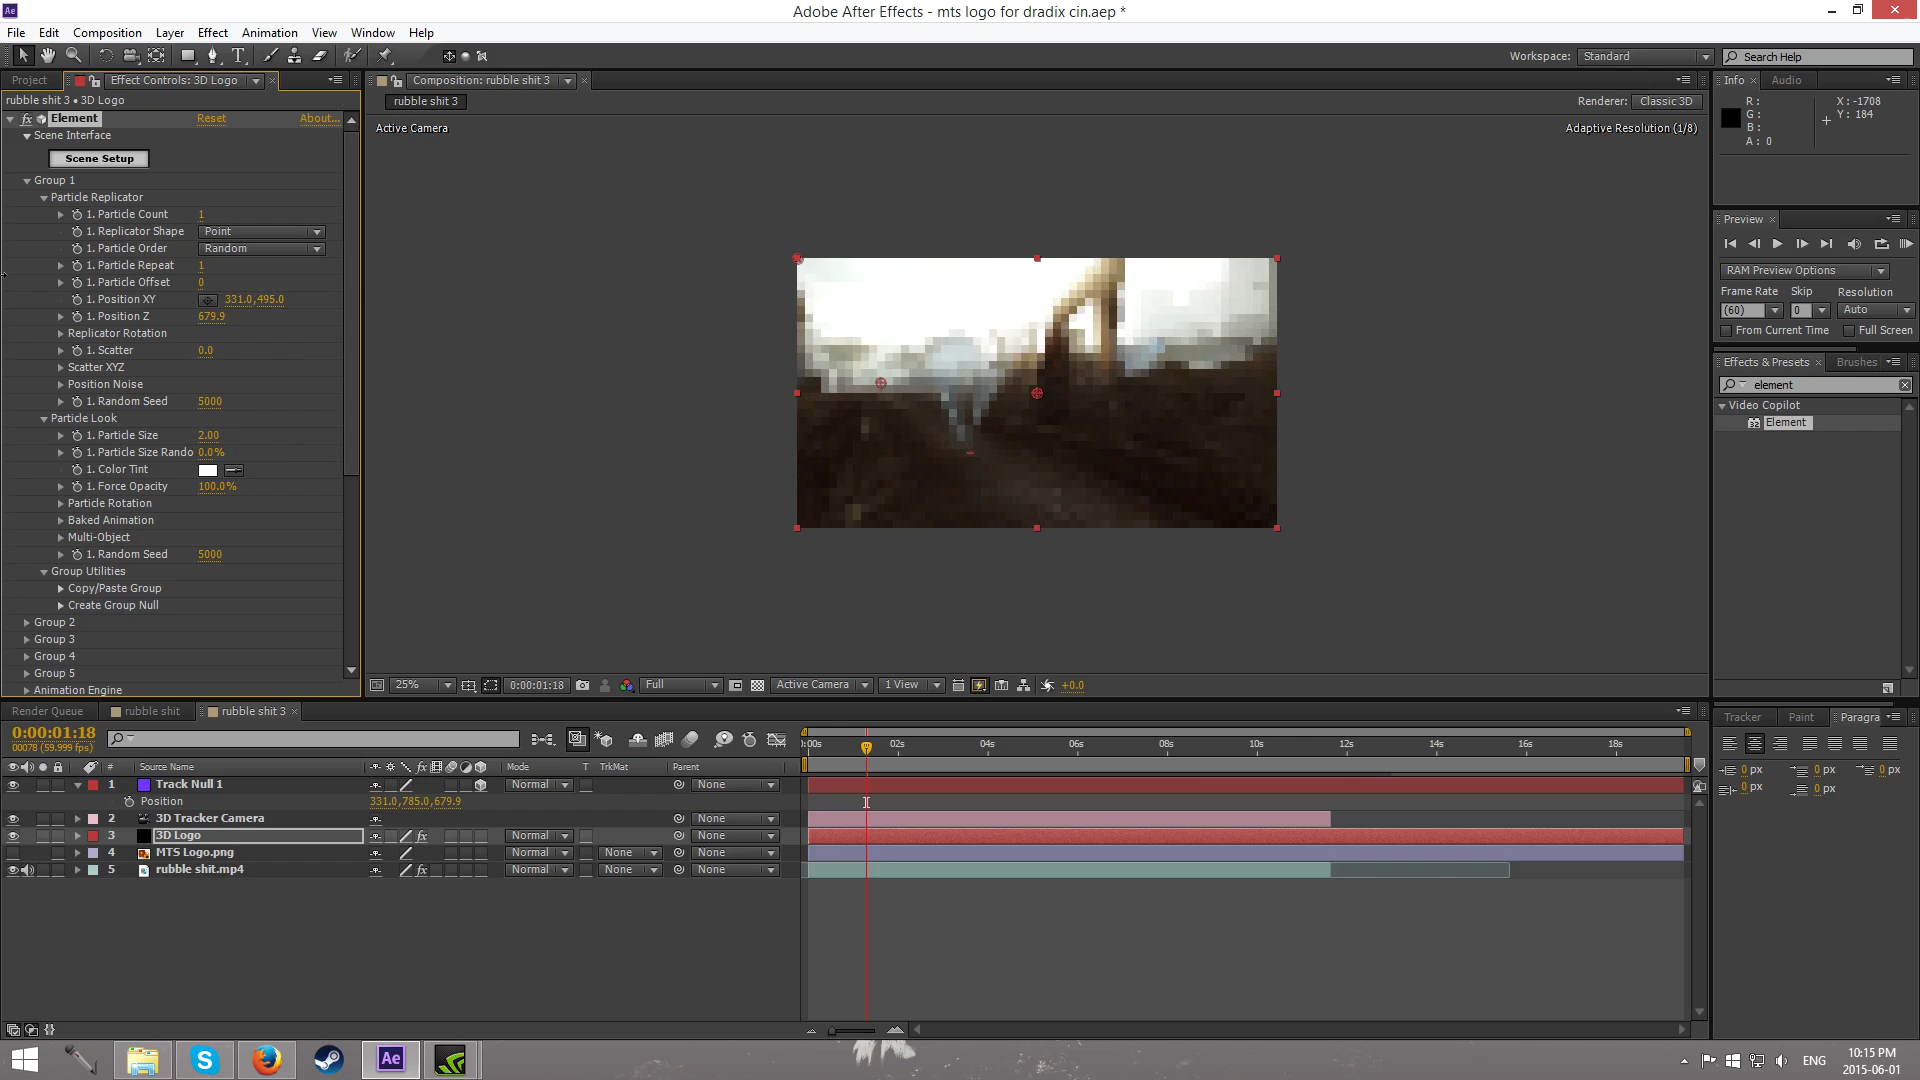 Adobe After Effects - mts logo for dradix cin.aep *
File Edit Composition Layer Effect Animation View Window Help
Workspace: Standard
Search Help
Project
Effect Controls: 3D Logo
rubble shit 3 • 3D Logo
fx Element Reset About...
Scene Interface
Scene Setup
Group 1
Particle Replicator
1. Particle Count 1
1. Replicator Shape Point
1. Particle Order Random
1. Particle Repeat 1
1. Particle Offset 0
1. Position XY 331.0,495.0
1. Position Z 679.9
Replicator Rotation
1. Scatter 0.0
Scatter XYZ
Position Noise
1. Random Seed 5000
Particle Look
1. Particle Size 2.00
1. Particle Size Rando 0.0%
1. Color Tint
1. Force Opacity 100.0%
Particle Rotation
Baked Animation
Multi-Object
1. Random Seed 5000
Group Utilities
Copy/Paste Group
Create Group Null
Group 2
Group 3
Group 4
Group 5
Animation Engine
Composition: rubble shit 3
rubble shit 3
Renderer: Classic 3D
Active Camera
Adaptive Resolution (1/8)
25% 0:00:01:18 Full Active Camera 1 View +0.0
Info Audio
R: X: -1708
G: Y: 184
B:
A: 0
Preview
RAM Preview Options
Frame Rate Skip Resolution
(60) 0 Auto
From Current Time Full Screen
Effects & Presets Brushes
element
Video Copilot
32 Element
Tracker Paint Paragra
0 px 0 px 0 px
0 px 0 px
Render Queue rubble shit rubble shit 3
0:00:01:18
00078 (59.999 fps)
# Source Name fx Mode T TrkMat Parent
:00s 02s 04s 06s 08s 10s 12s 14s 16s 18s
1 Track Null 1 Normal None
Position 331.0,785.0,679.9
2 3D Tracker Camera None
3 3D Logo fx Normal None
4 MTS Logo.png Normal None None
5 rubble shit.mp4 fx Normal None None
Ae
ENG
10:15 PM
2015-06-01